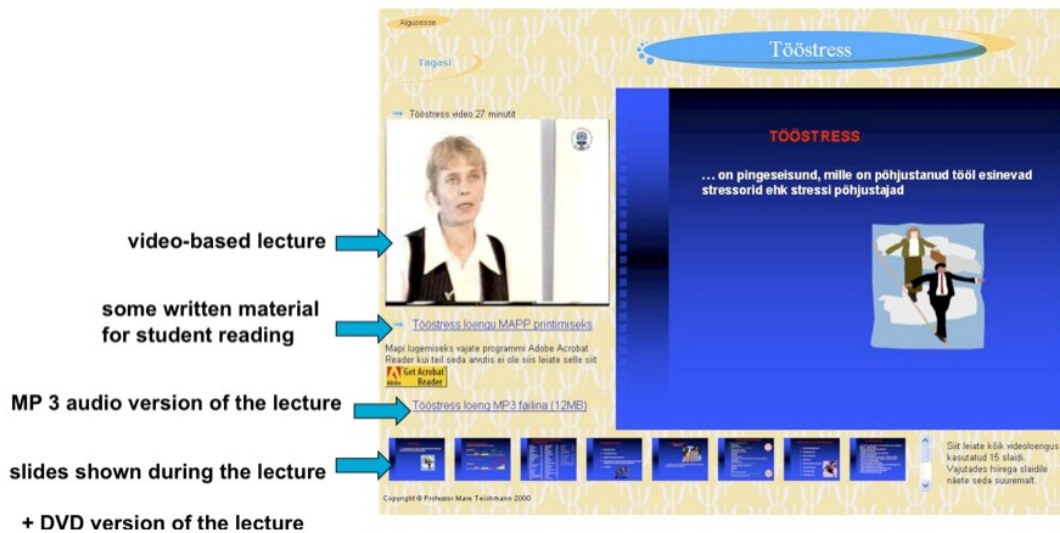 Algusesse
Tagasi
Tööstress
Tööstress video 27 minutit
TÖÖSTRESS
... on pingeseisund, mille on põhjustanud tööl esinevad
stressorid ehk stressi põhjustajad
video-based lecture
some written material
for student reading
Tööstress loengu MAPP printimiseks
Mapi lugemiseks vajate programmi Adobe Acrobat
Reader kui teil seda arvutis ei ole siis leiate selle siit
Get Acrobat
Adobe Reader
MP 3 audio version of the lecture
Tööstress loeng MP3 failina (12MB)
slides shown during the lecture
Siit leiate kõik videoloengus
kasutatud 15 slaidi.
Vajutades hiirega slaidile
näete seda suuremalt.
Copyright © Professor Mare Teichmann 2000
+ DVD version of the lecture